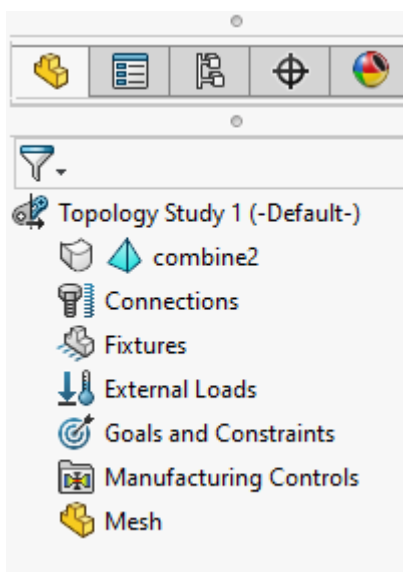 Topology Study 1 (-Default-)
combine2
Connections
Fixtures
External Loads
Goals and Constraints
Manufacturing Controls
Mesh